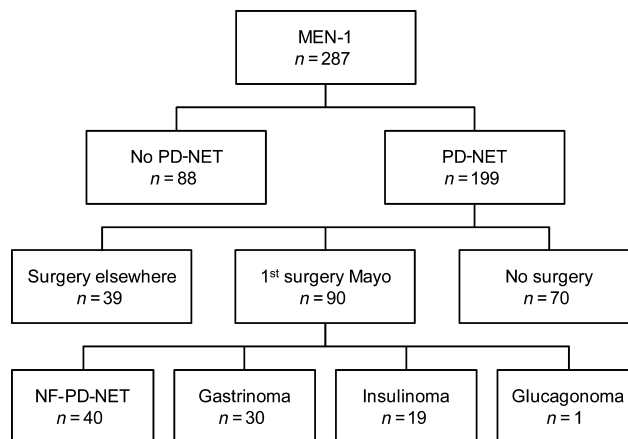 MEN-1
n = 287
No PD-NET
n = 88
PD-NET
n = 199
Surgery elsewhere
n = 39
1st surgery Mayo
n = 90
No surgery
n = 70
NF-PD-NET
n = 40
Gastrinoma
n = 30
Insulinoma
n = 19
Glucagonoma
n = 1